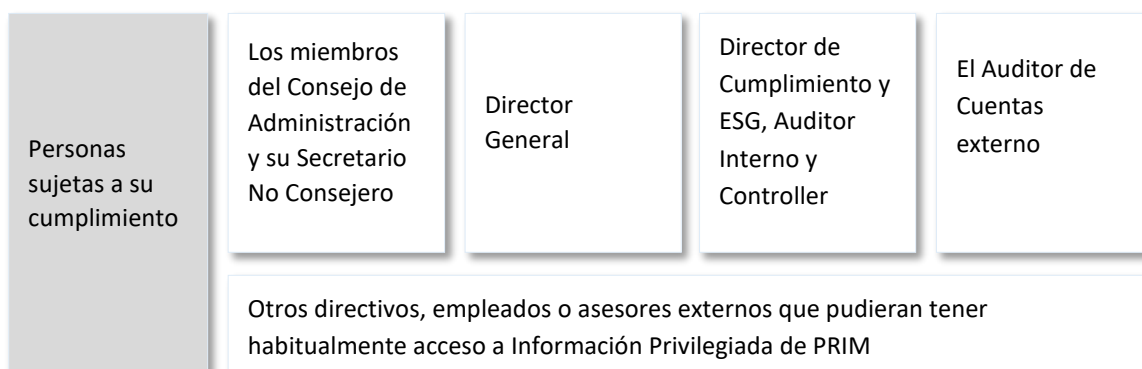 Personas
sujetas a su
cumplimiento
Los miembros
del Consejo de
Administración
y su Secretario
No Consejero
Director
General
Director de
Cumplimiento y
ESG, Auditor
Interno y
Controller
El Auditor de
Cuentas
externo
Otros directivos, empleados o asesores externos que pudieran tener
habitualmente acceso a Información Privilegiada de PRIM